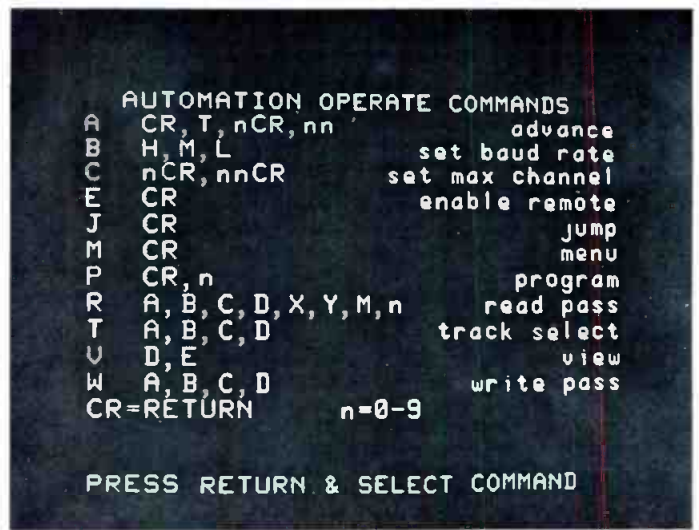 AUTOMATION OPERATE COMMANDS
A CR, T, nCR, nn advance
B H, M, L set baud rate
C nCR, nnCR set max channel
E CR enable remote
J CR jump
M CR menu
P CR, n program
R A, B, C, D, X, Y, M, n read pass
T A, B, C, D track select
V D, E view
W A, B, C, D write pass
CR=RETURN n=0-9
PRESS RETURN & SELECT COMMAND